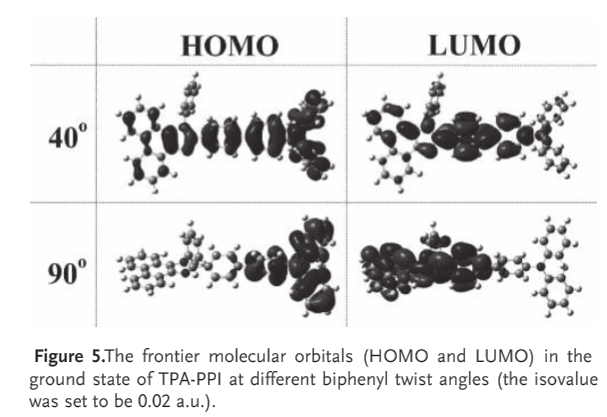 HOMO LUMO
40°
90°
Figure 5.The frontier molecular orbitals (HOMO and LUMO) in the
ground state of TPA-PPI at different biphenyl twist angles (the isovalue
was set to be 0.02 a.u.).